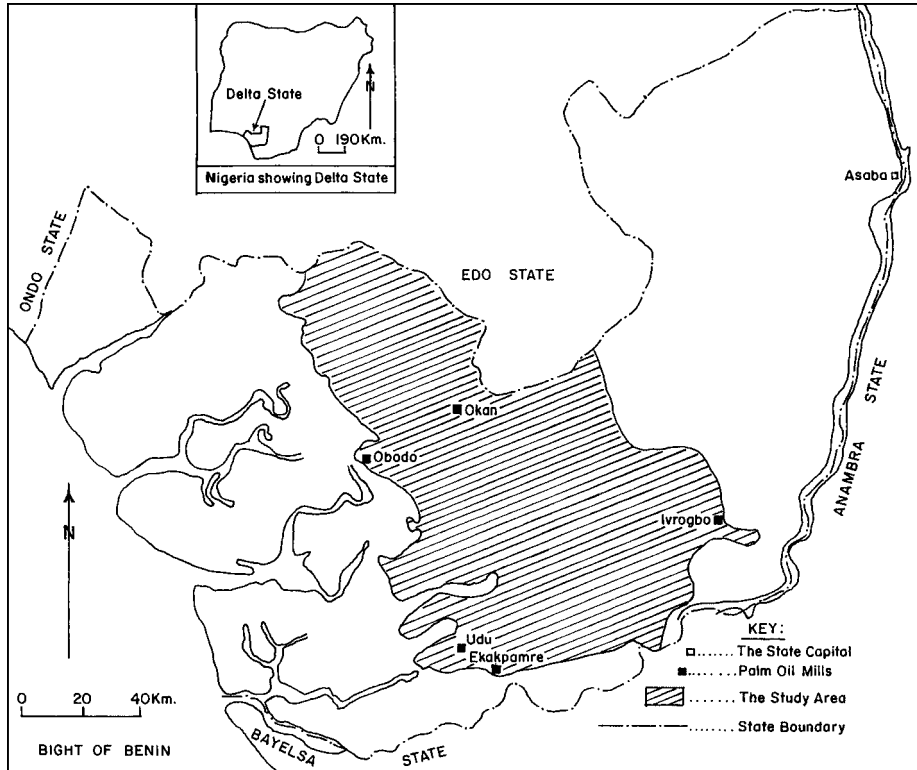 N
Delta State
0 190Km.
Nigeria showing Delta State
Asaba
ONDO STATE
EDO STATE
Okan
Obodo
ANAMBRA STATE
N
Ivrogbo
Udu
Ekakpamre
KEY:
The State Capital
Palm Oil Mills
The Study Area
State Boundary
0 20 40Km.
BIGHT OF BENIN
BAYELSA STATE